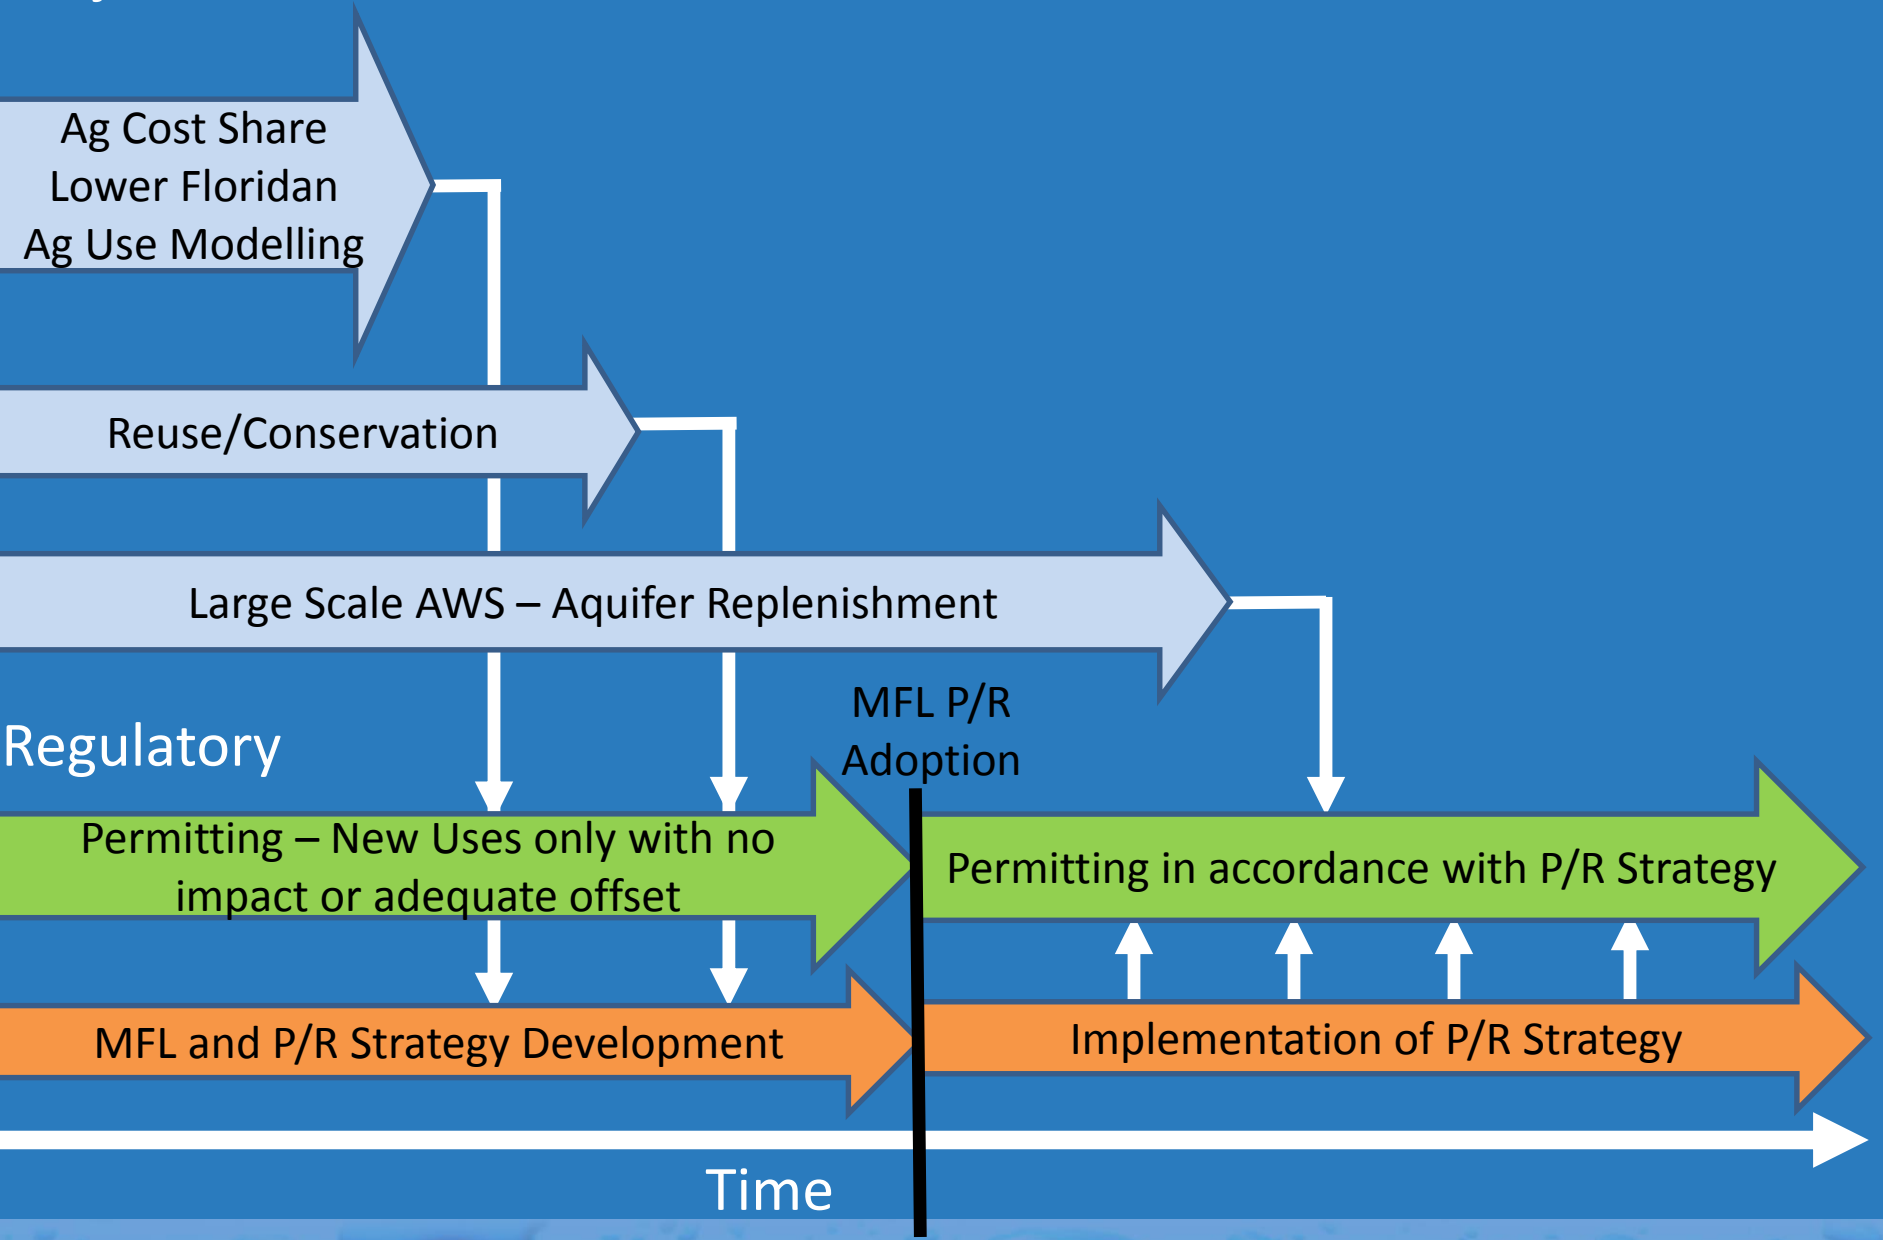 Ag Cost Share
Lower Floridan
Ag Use Modelling
Reuse/Conservation
Large Scale AWS – Aquifer Replenishment
MFL P/R
Adoption
Regulatory
Permitting – New Uses only with no
impact or adequate offset
Permitting in accordance with P/R Strategy
MFL and P/R Strategy Development
Implementation of P/R Strategy
Time